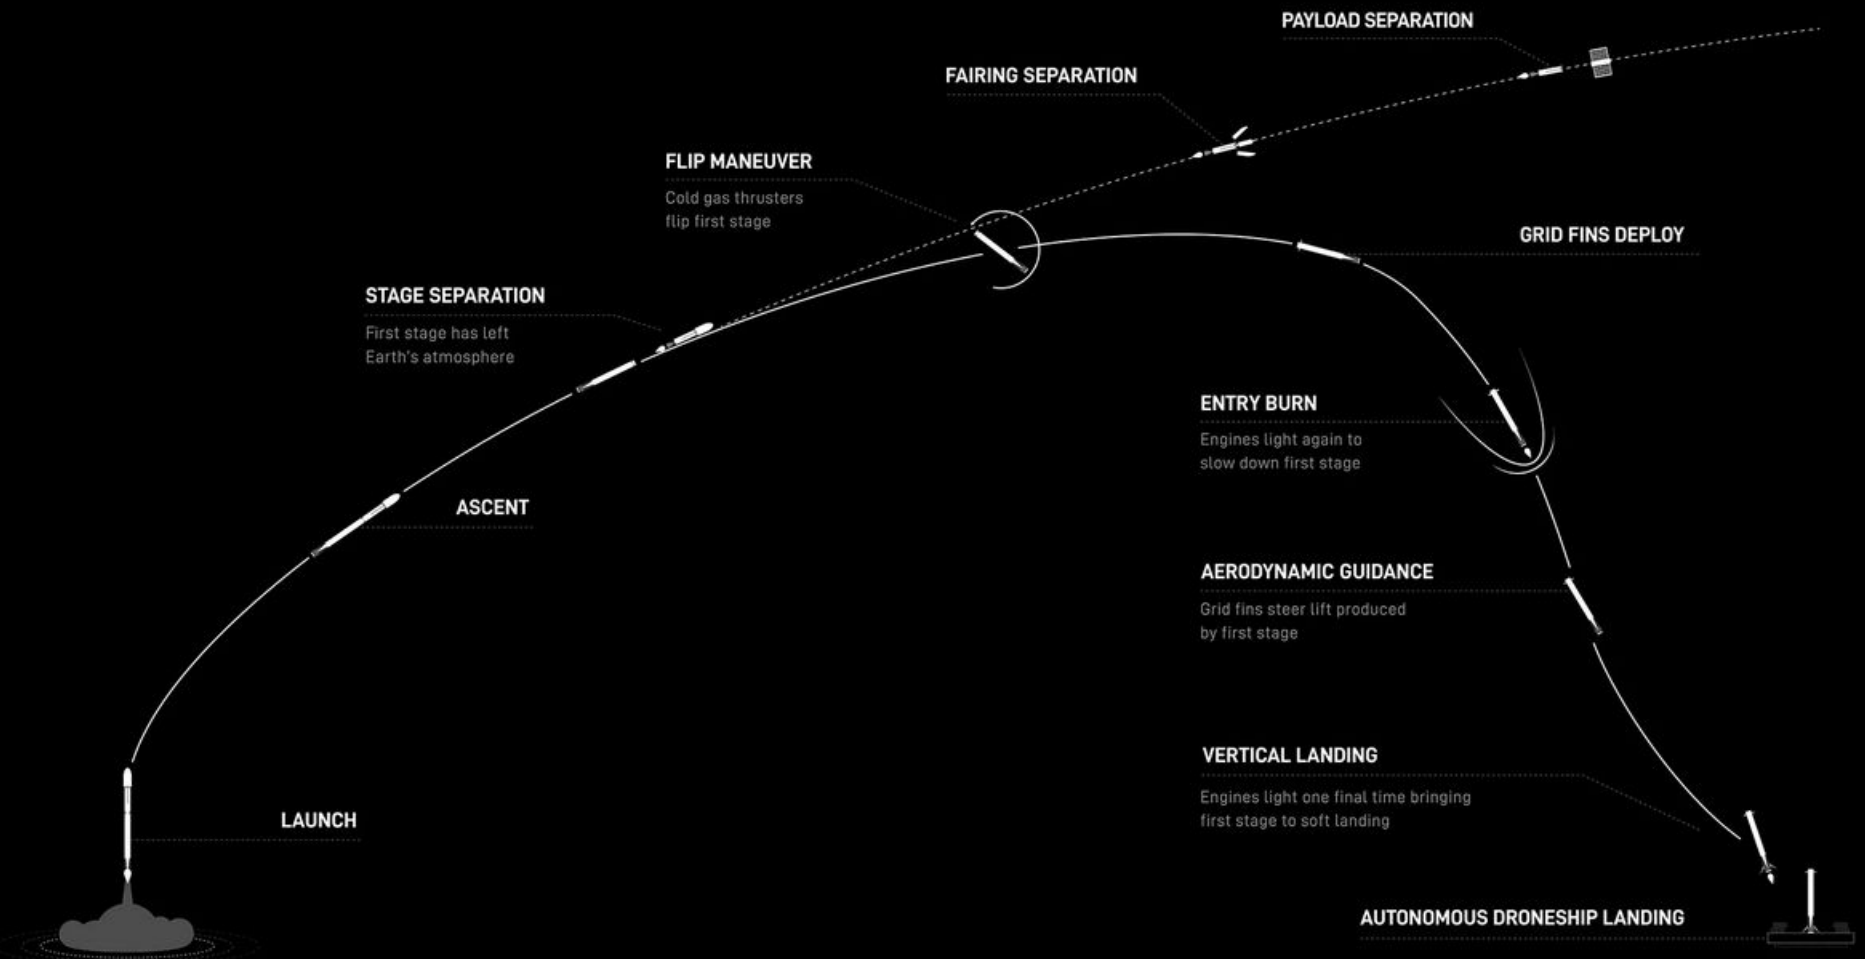 PAYLOAD SEPARATION
FAIRING SEPARATION
FLIP MANEUVER
Cold gas thrusters
flip first stage
GRID FINS DEPLOY
STAGE SEPARATION
First stage has left
Earth's atmosphere
ENTRY BURN
Engines light again to
slow down first stage
ASCENT
AERODYNAMIC GUIDANCE
Grid fins steer lift produced
by first stage
VERTICAL LANDING
Engines light one final time bringing
first stage to soft landing
LAUNCH
AUTONOMOUS DRONESHIP LANDING